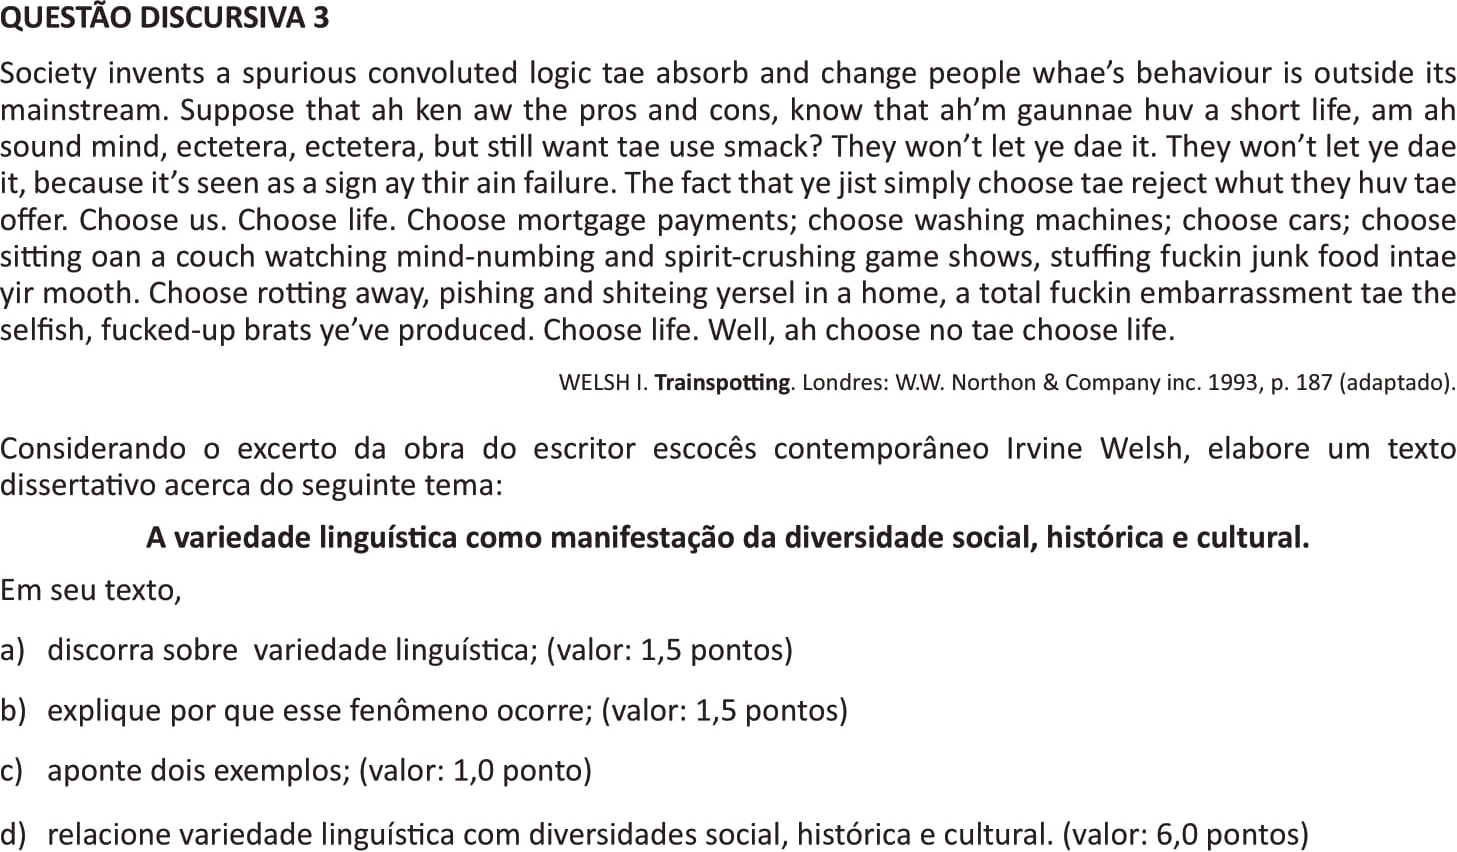 QUESTÃO DISCURSIVA 3
Society invents a spurious convoluted logic tae absorb and change people whae’s behaviour is outside its
mainstream. Suppose that ah ken aw the pros and cons, know that ah’m gaunnae huv a short life, am ah
sound mind, ectetera, ectetera, but still want tae use smack? They won’t let ye dae it. They won’t let ye dae
it, because it’s seen as a sign ay thir ain failure. The fact that ye jist simply choose tae reject whut they huv tae
offer. Choose us. Choose life. Choose mortgage payments; choose washing machines; choose cars; choose
sitting oan a couch watching mind-numbing and spirit-crushing game shows, stuffing fuckin junk food intae
yir mooth. Choose rotting away, pishing and shiteing yersel in a home, a total fuckin embarrassment tae the
selfish, fucked-up brats ye’ve produced. Choose life. Well, ah choose no tae choose life.
WELSH I. Trainspotting. Londres: W.W. Northon & Company inc. 1993, p. 187 (adaptado).
Considerando o excerto da obra do escritor escocês contemporâneo Irvine Welsh, elabore um texto
dissertativo acerca do seguinte tema:
A variedade linguística como manifestação da diversidade social, histórica e cultural.
Em seu texto,
a) discorra sobre variedade linguística; (valor: 1,5 pontos)
b) explique por que esse fenômeno ocorre; (valor: 1,5 pontos)
c) aponte dois exemplos; (valor: 1,0 ponto)
d) relacione variedade linguística com diversidades social, histórica e cultural. (valor: 6,0 pontos)